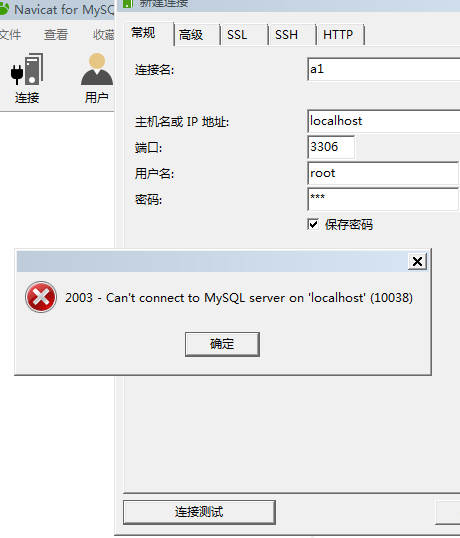 Navicat for MySQ
新建连接
文件 查看 收藏
常规 高级 SSL SSH HTTP
连接 用户
连接名: a1
主机名或 IP 地址: localhost
端口: 3306
用户名: root
密码: ***
保存密码
2003 - Can't connect to MySQL server on 'localhost' (10038)
确定
连接测试